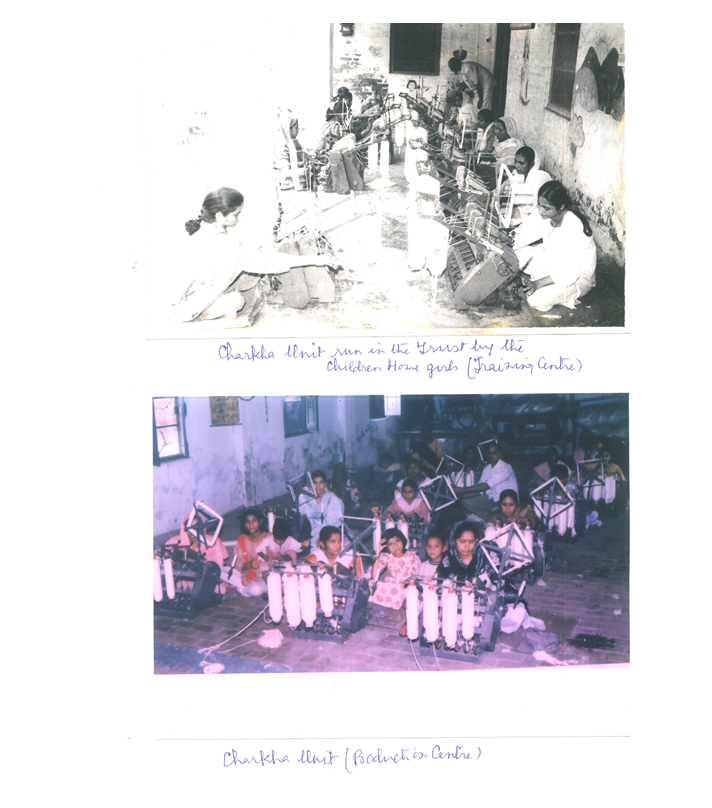 Charkha Unit run in the Trust by the
Children Home girls (Training Centre)
Charkha Unit (Production Centre)